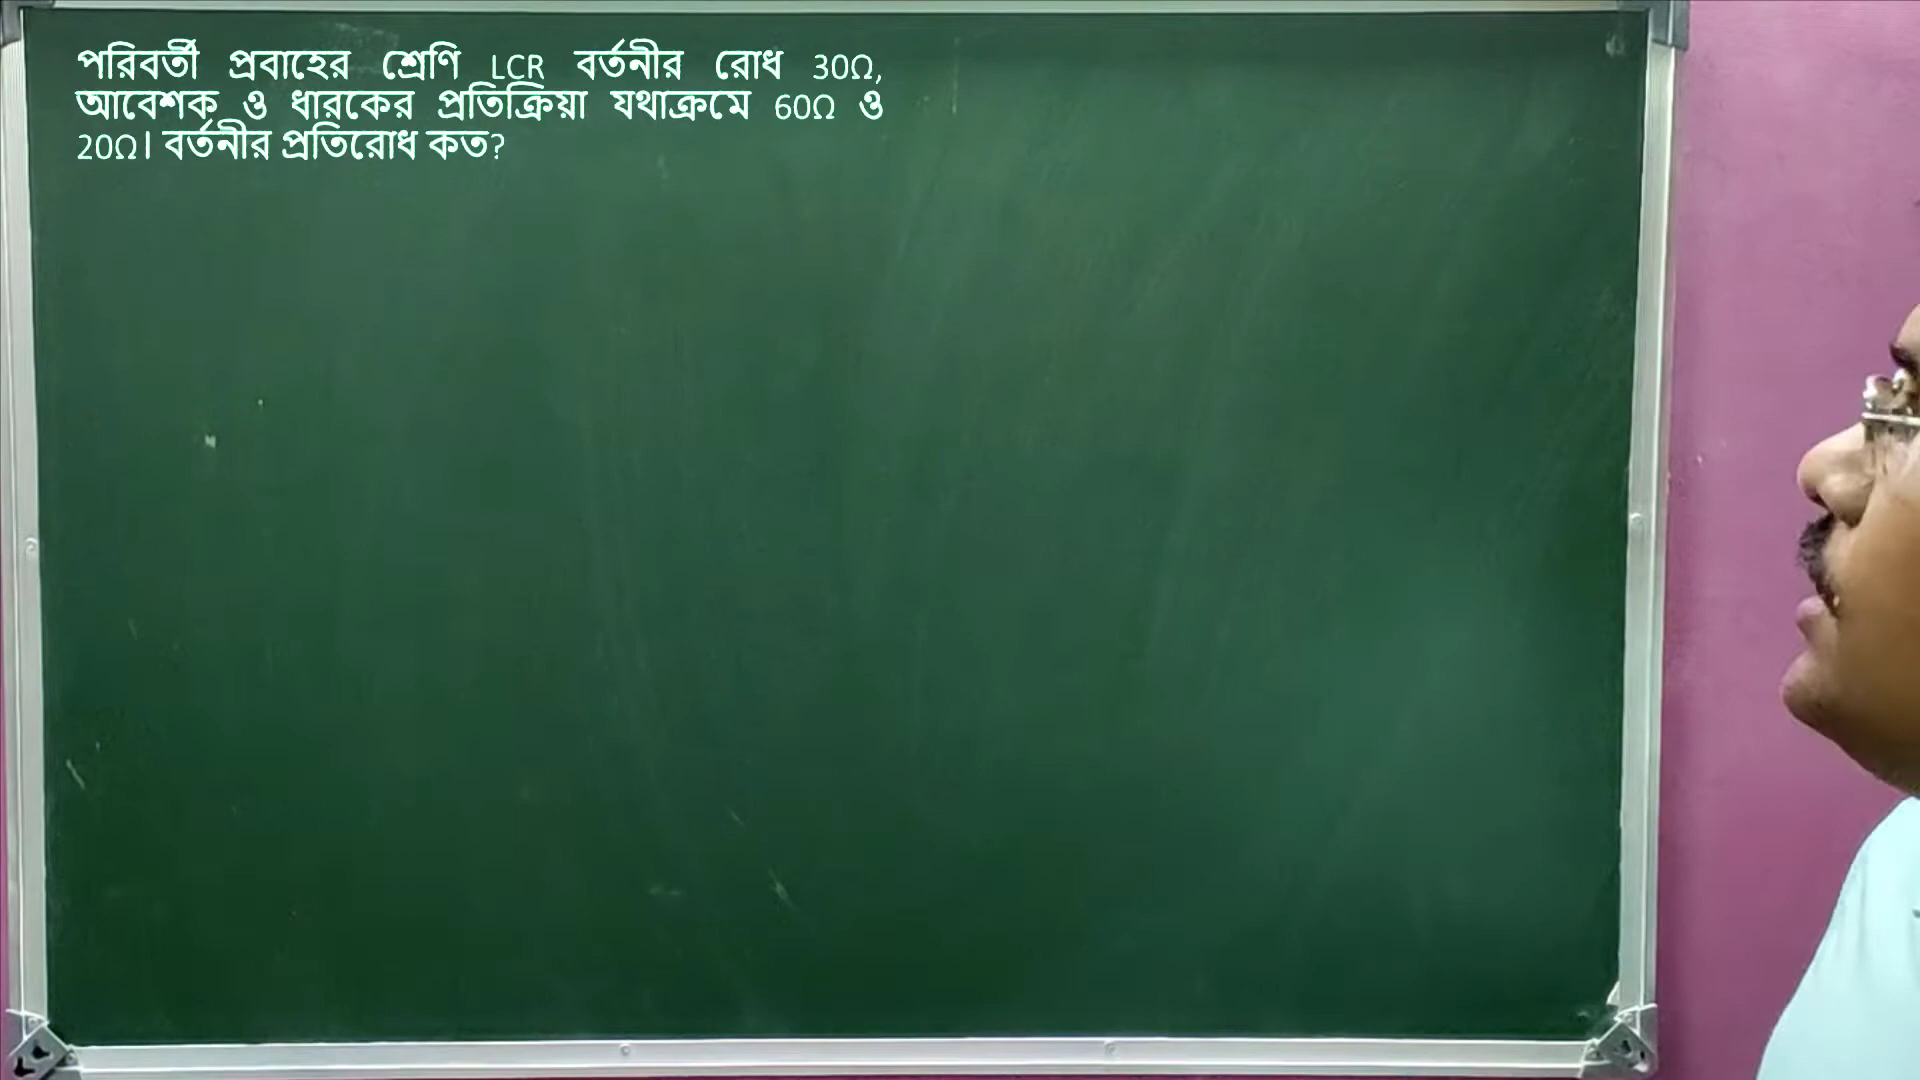 পরিবর্তী প্রবাহের শ্রেণি LCR বর্তনীর রোধ 30Ω,
আবেশক ও ধারকের প্রতিক্রিয়া যথাক্রমে 60Ω ও
20Ω। বর্তনীর প্রতিরোধ কত?